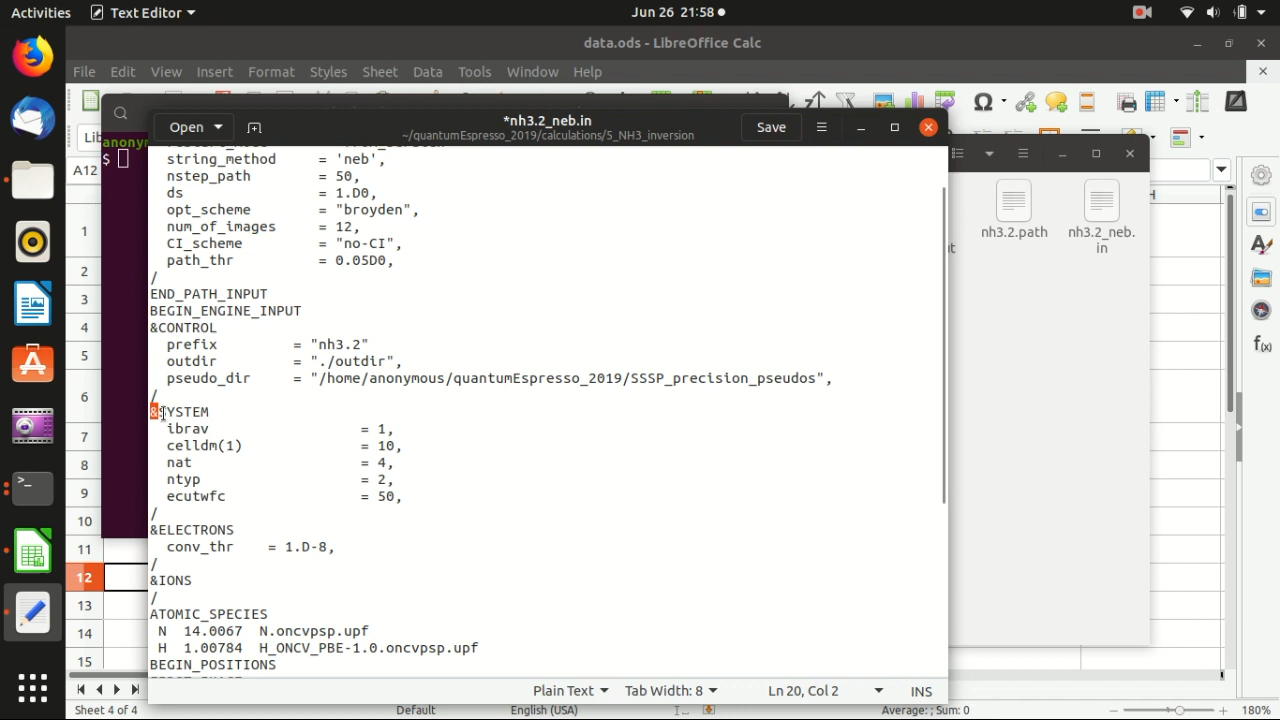 Activities Text Editor Jun 26 21:58
data.ods - LibreOffice Calc
File Edit View Insert Format Styles Sheet Data Tools Window Help
Open *nh3.2_neb.in Save
~/quantumEspresso_2019/calculations/5_NH3_inversion
anonym
$
A12
H
string_method = 'neb',
nstep_path = 50,
ds = 1.D0,
opt_scheme = "broyden",
num_of_images = 12,
CI_scheme = "no-CI",
path_thr = 0.05D0,
/
END_PATH_INPUT
BEGIN_ENGINE_INPUT
&CONTROL
prefix = "nh3.2"
outdir = "./outdir",
pseudo_dir = "/home/anonymous/quantumEspresso_2019/SSSP_precision_pseudos",
/
&SYSTEM
ibrav = 1,
celldm(1) = 10,
nat = 4,
ntyp = 2,
ecutwfc = 50,
/
&ELECTRONS
conv_thr = 1.D-8,
/
&IONS
/
ATOMIC_SPECIES
N 14.0067 N.oncvpsp.upf
H 1.00784 H_ONCV_PBE-1.0.oncvpsp.upf
BEGIN_POSITIONS
nh3.2.path
nh3.2_neb.
in
1
2
3
4
5
6
7
8
9
10
11
12
13
14
15
Plain Text Tab Width: 8 Ln 20, Col 2 INS
Sheet 4 of 4 Default English (USA) Average: ; Sum: 0 180%